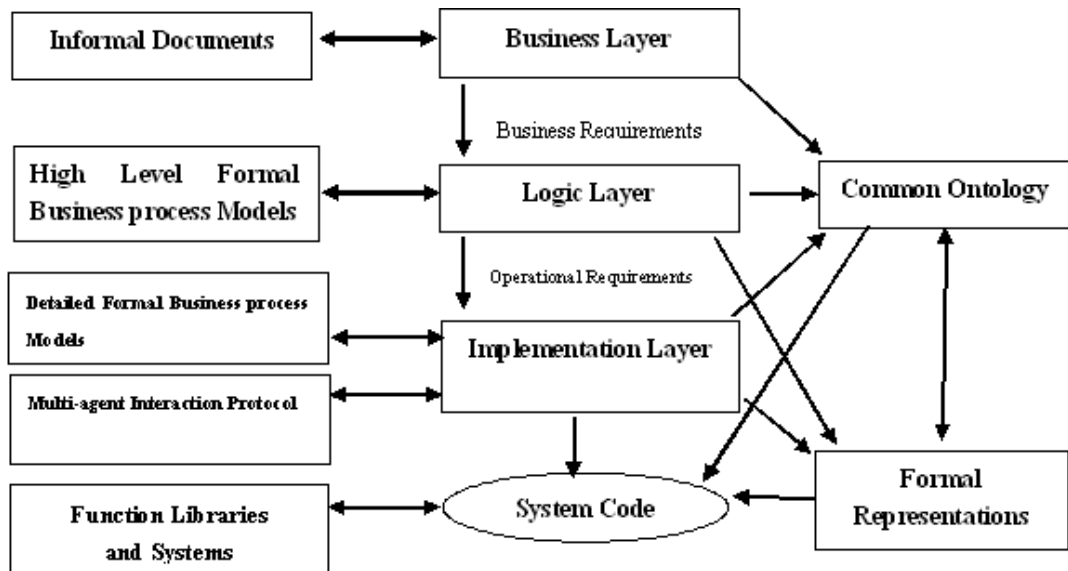 Informal Documents
Business Layer
Business Requirements
High Level Formal
Business process Models
Logic Layer
Common Ontology
Operational Requirements
Detailed Formal Business process
Models
Implementation Layer
Multi-agent Interaction Protocol
Function Libraries
and Systems
System Code
Formal
Representations